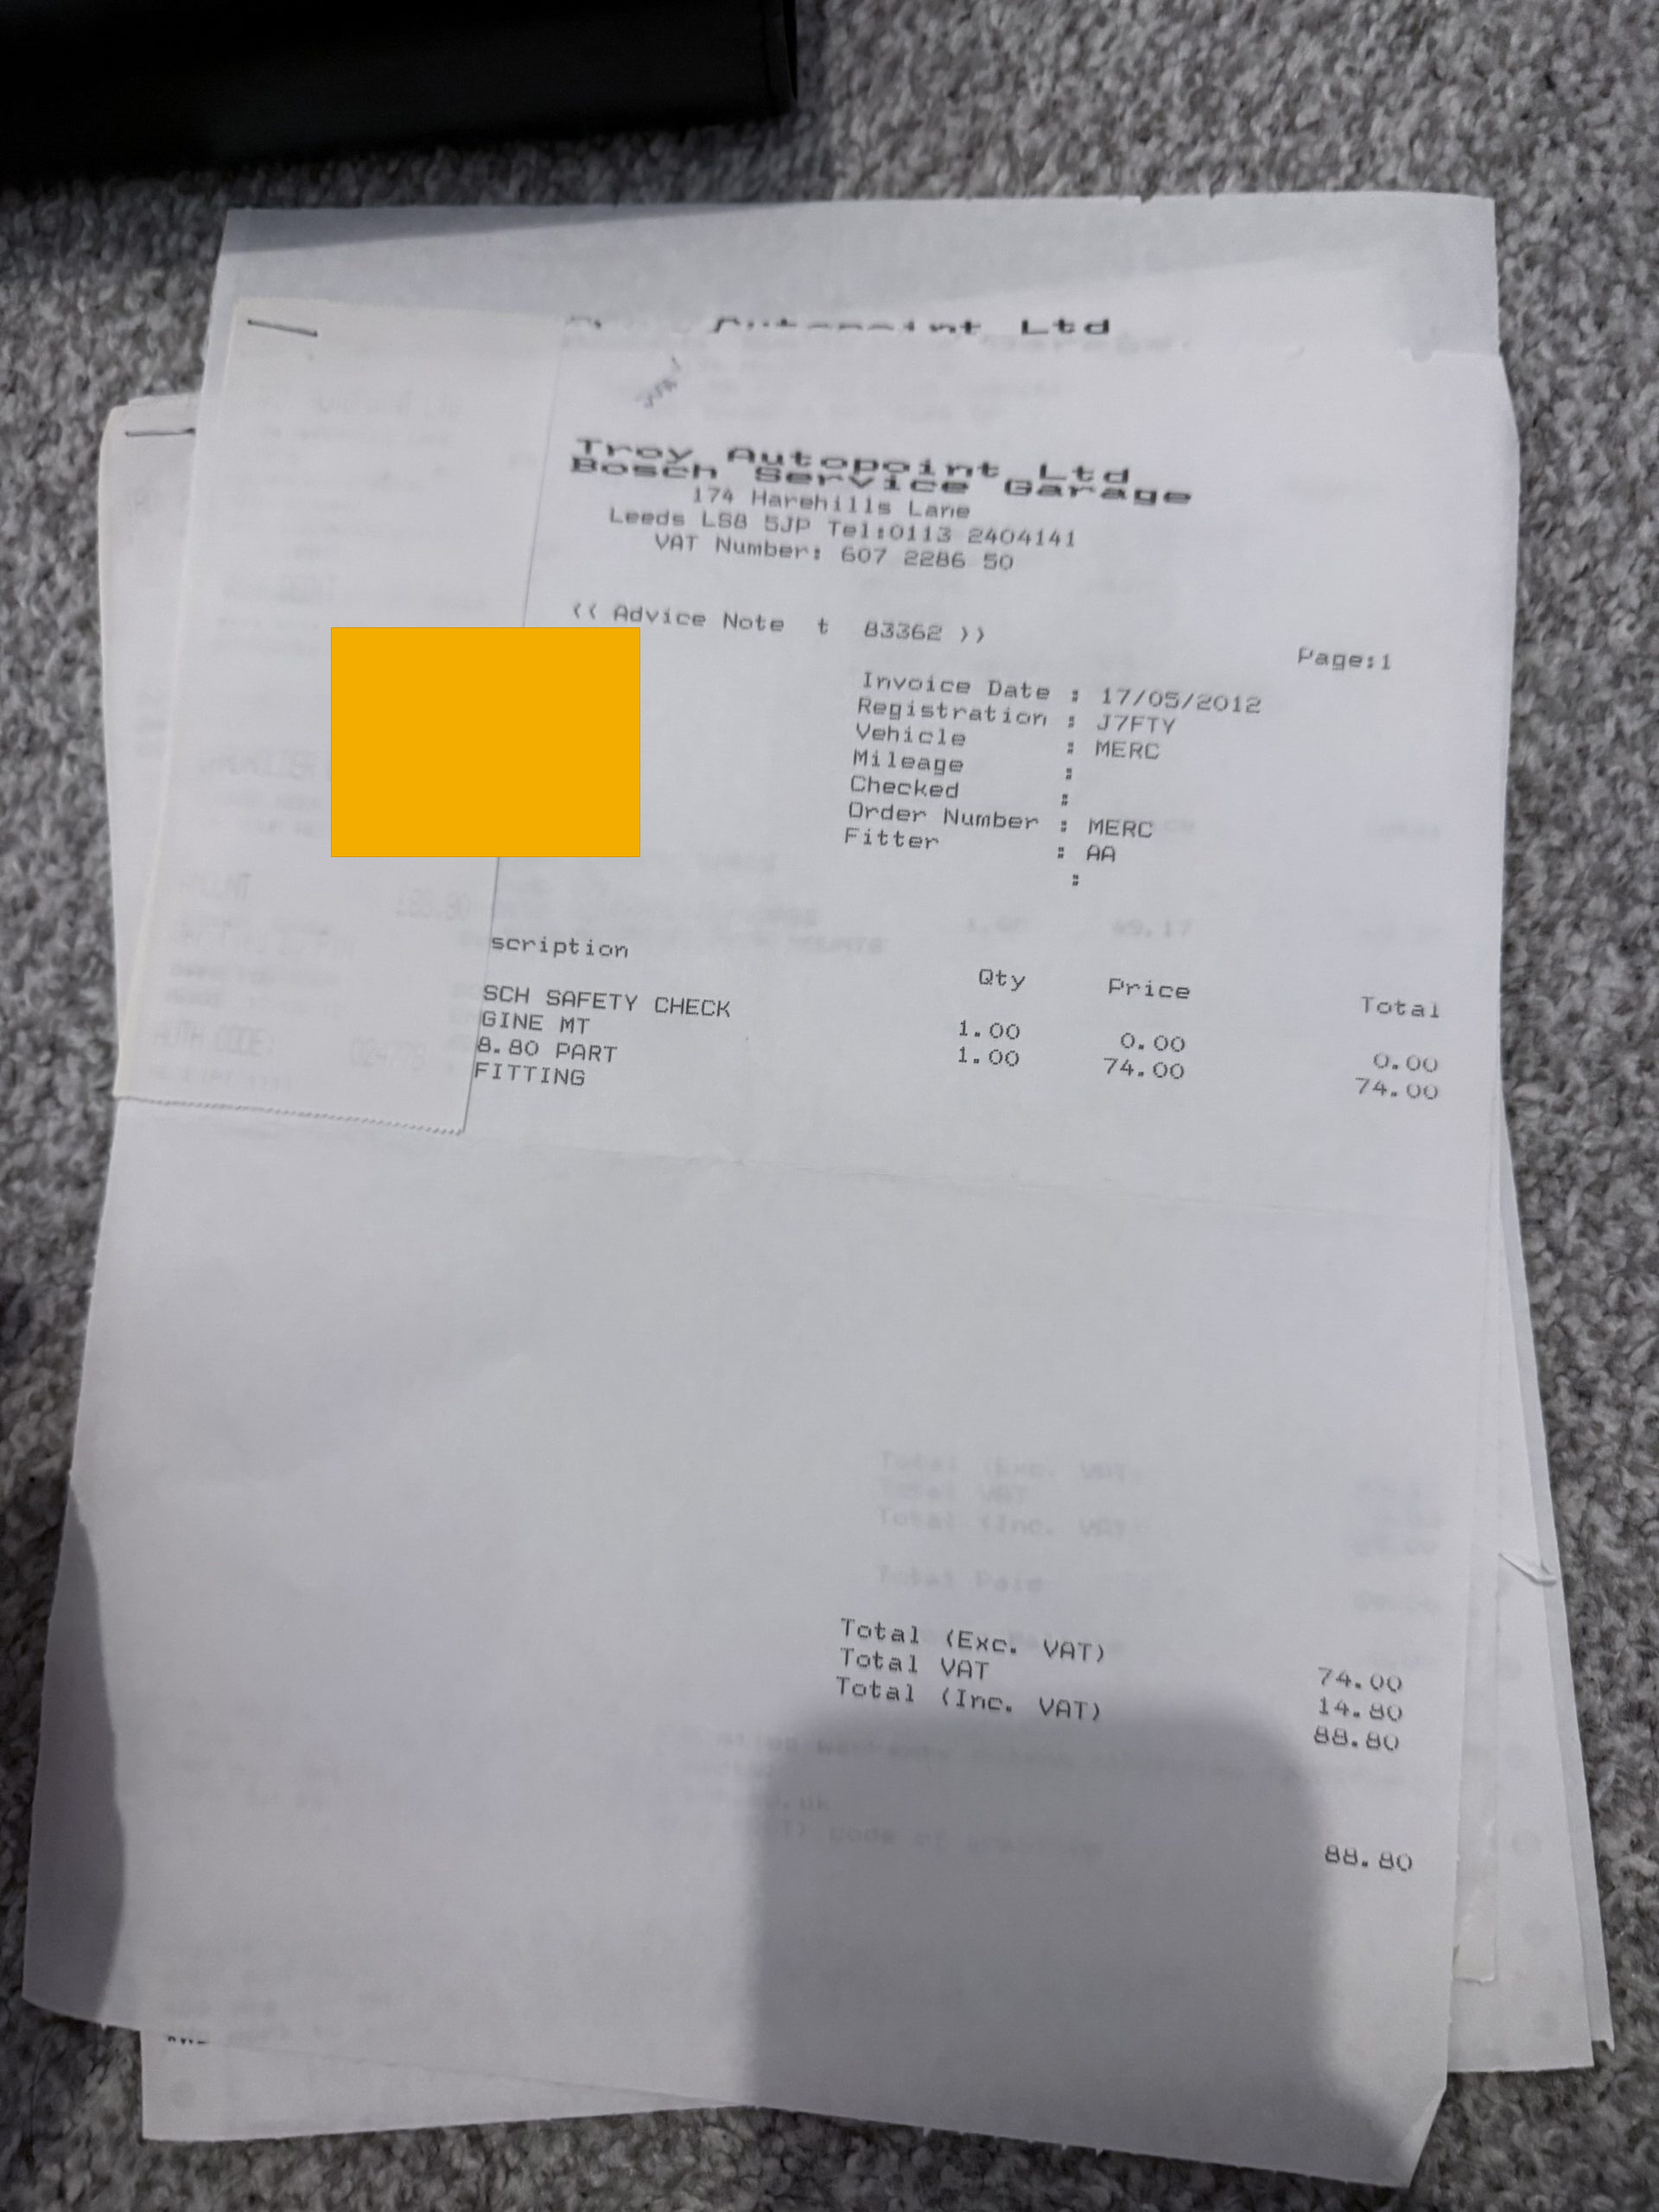 Ltd
Troy Autopoint Ltd
Bosch Service Garage
174 Harehills Lane
Leeds LS8 5JP Tel:0113 2404141
VAT Number: 607 2286 50
<< Advice Note t 83362 >>
Page:1
Invoice Date : 17/05/2012
Registration : J7FTY
Vehicle : MERC
Mileage :
Checked :
Order Number : MERC
Fitter : AA
:
scription Qty Price Total
SCH SAFETY CHECK 1.00 0.00 0.00
GINE MT 1.00 74.00 74.00
8.80 PART
FITTING
Total (Exc. VAT) 74.00
Total VAT 14.80
Total (Inc. VAT) 88.80
88.80